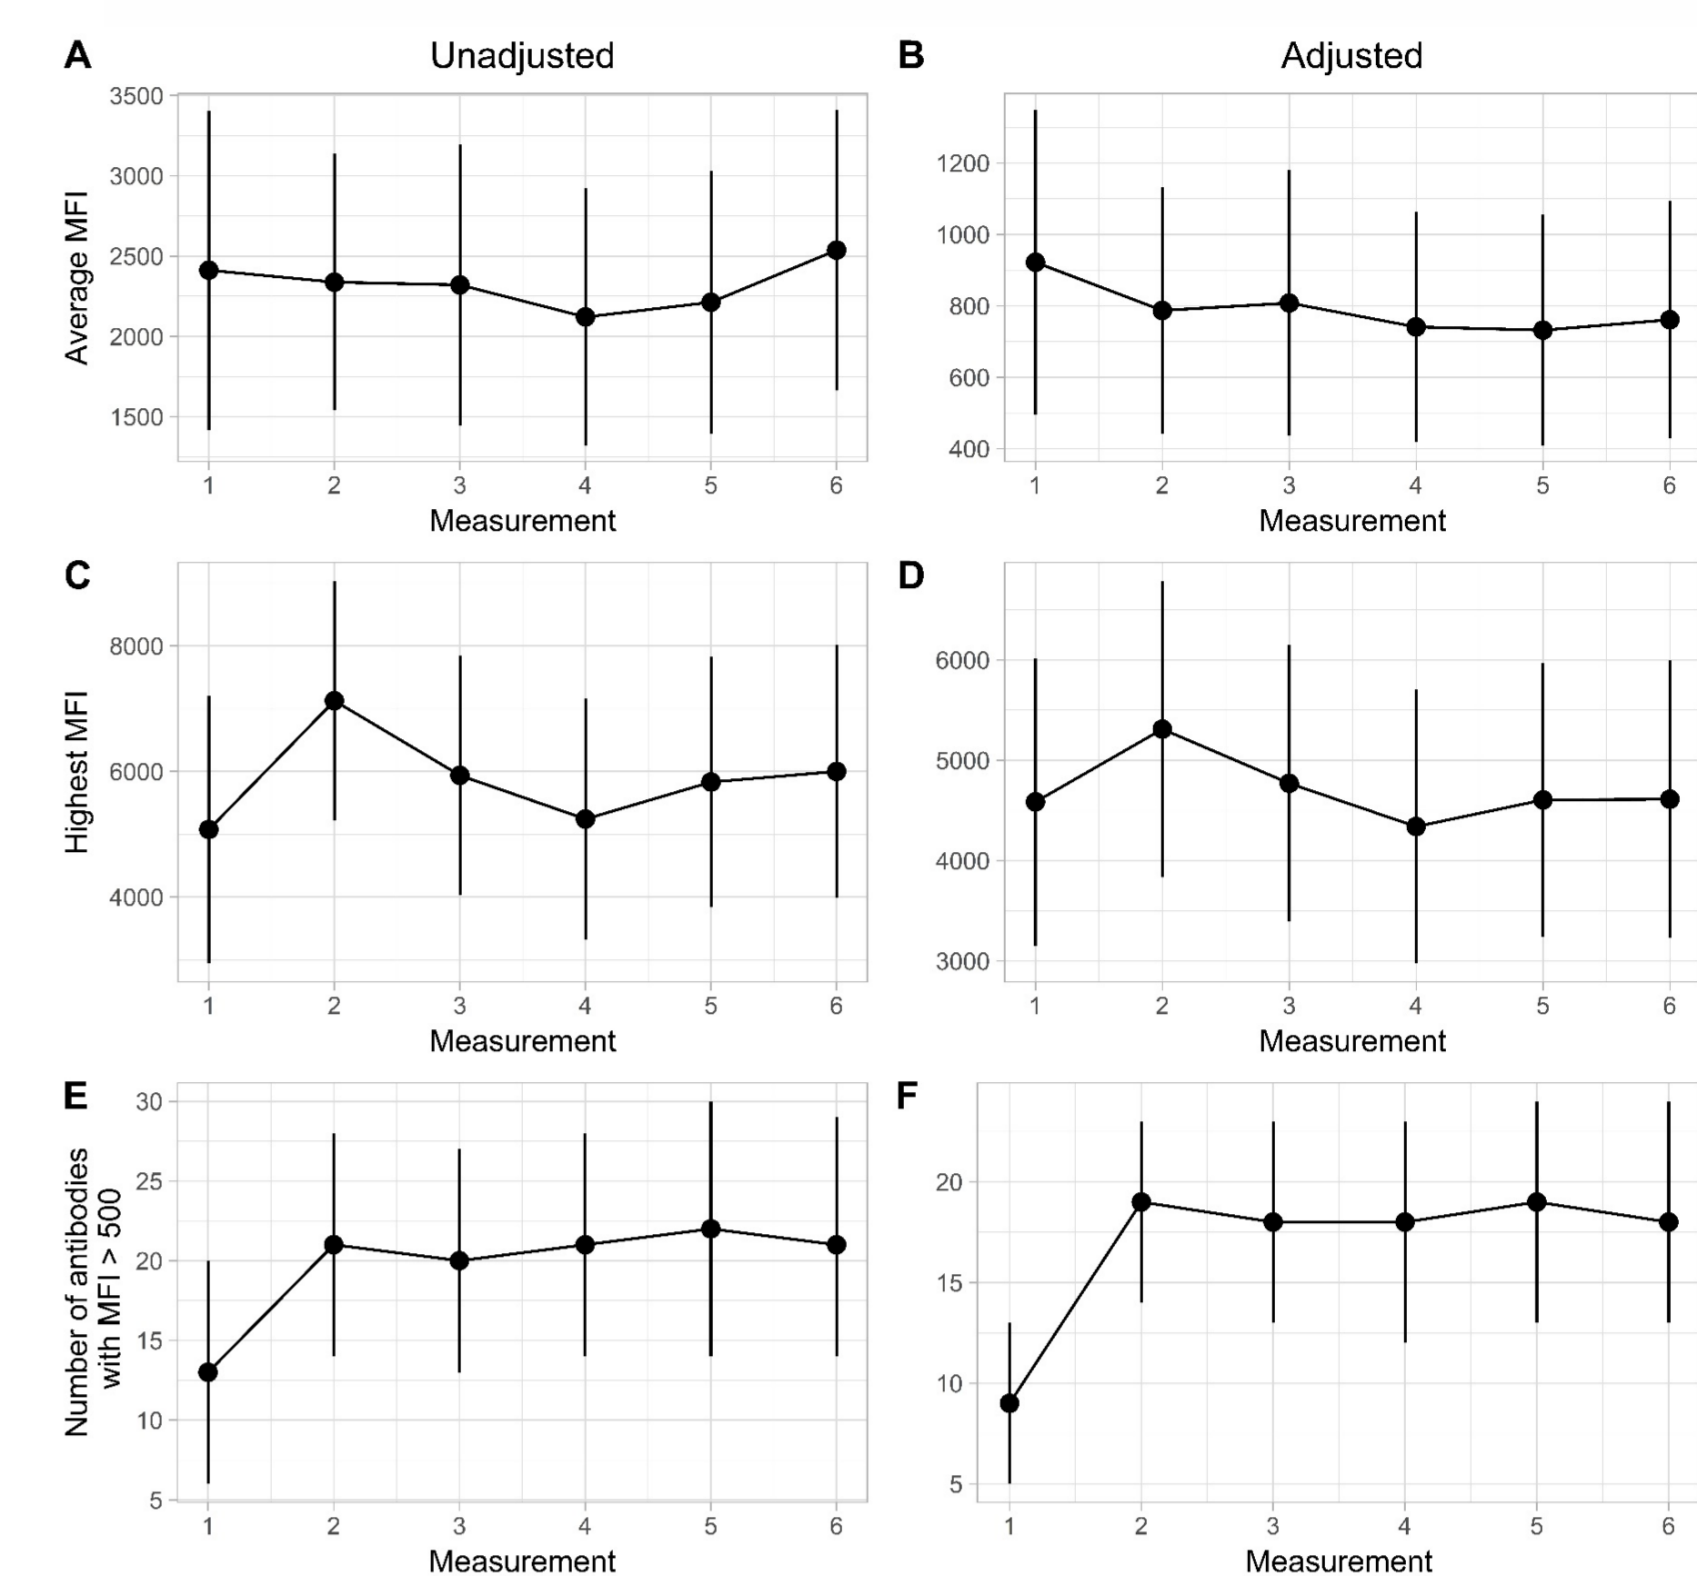 A Unadjusted B Adjusted
3500
3000
2500
2000
1500
Average MFI
1 2 3 4 5 6
Measurement
1200
1000
800
600
400
1 2 3 4 5 6
Measurement
C
8000
6000
4000
Highest MFI
1 2 3 4 5 6
Measurement
D
6000
5000
4000
3000
1 2 3 4 5 6
Measurement
E
30
25
20
15
10
5
Number of antibodies
with MFI > 500
1 2 3 4 5 6
Measurement
F
20
15
10
5
1 2 3 4 5 6
Measurement